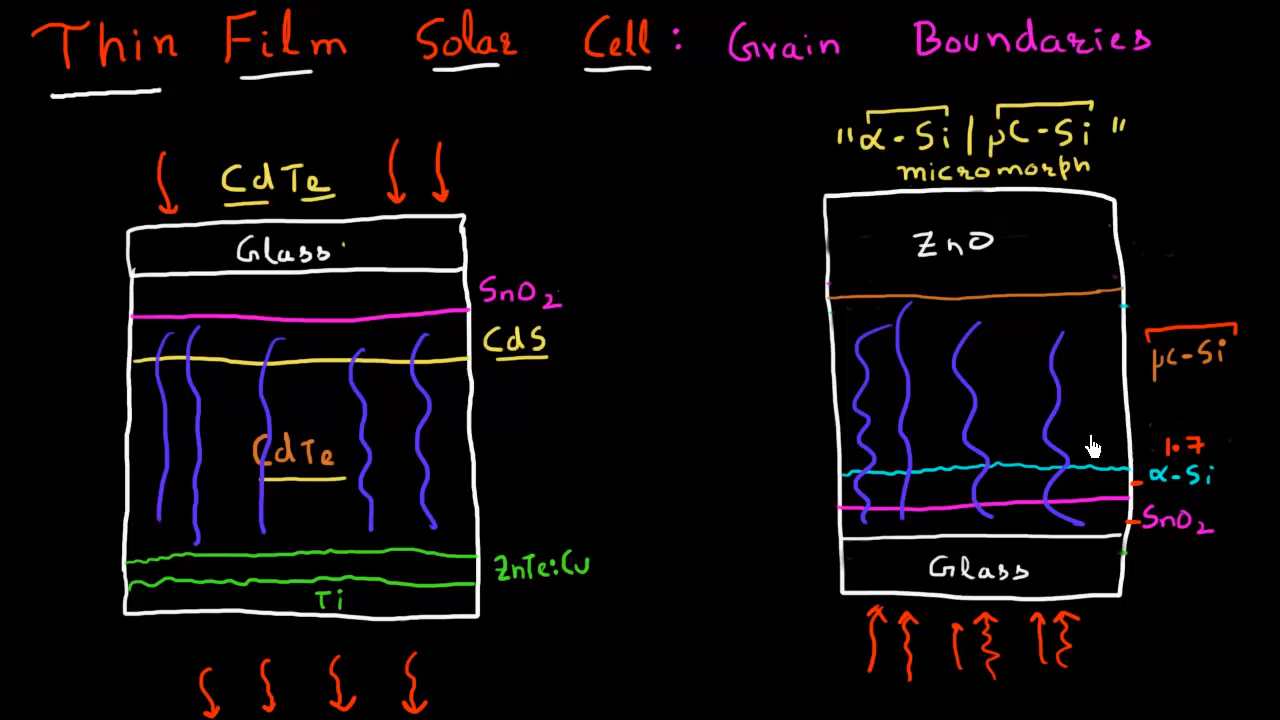 Thin Film Solar Cell: Grain Boundaries
CdTe
Glass
SnO2
CdS
CdTe
ZnTe:Cu
Ti
"α-Si / μC-Si"
micromorph
ZnO
μC-Si
1.7
α-Si
SnO2
Glass